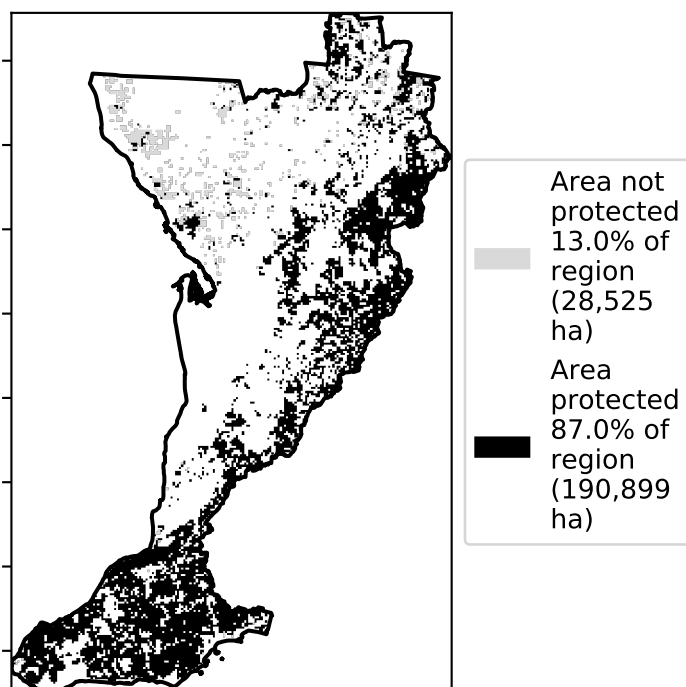 Area not
protected
13.0% of
region
(28,525
ha)
Area
protected
87.0% of
region
(190,899
ha)